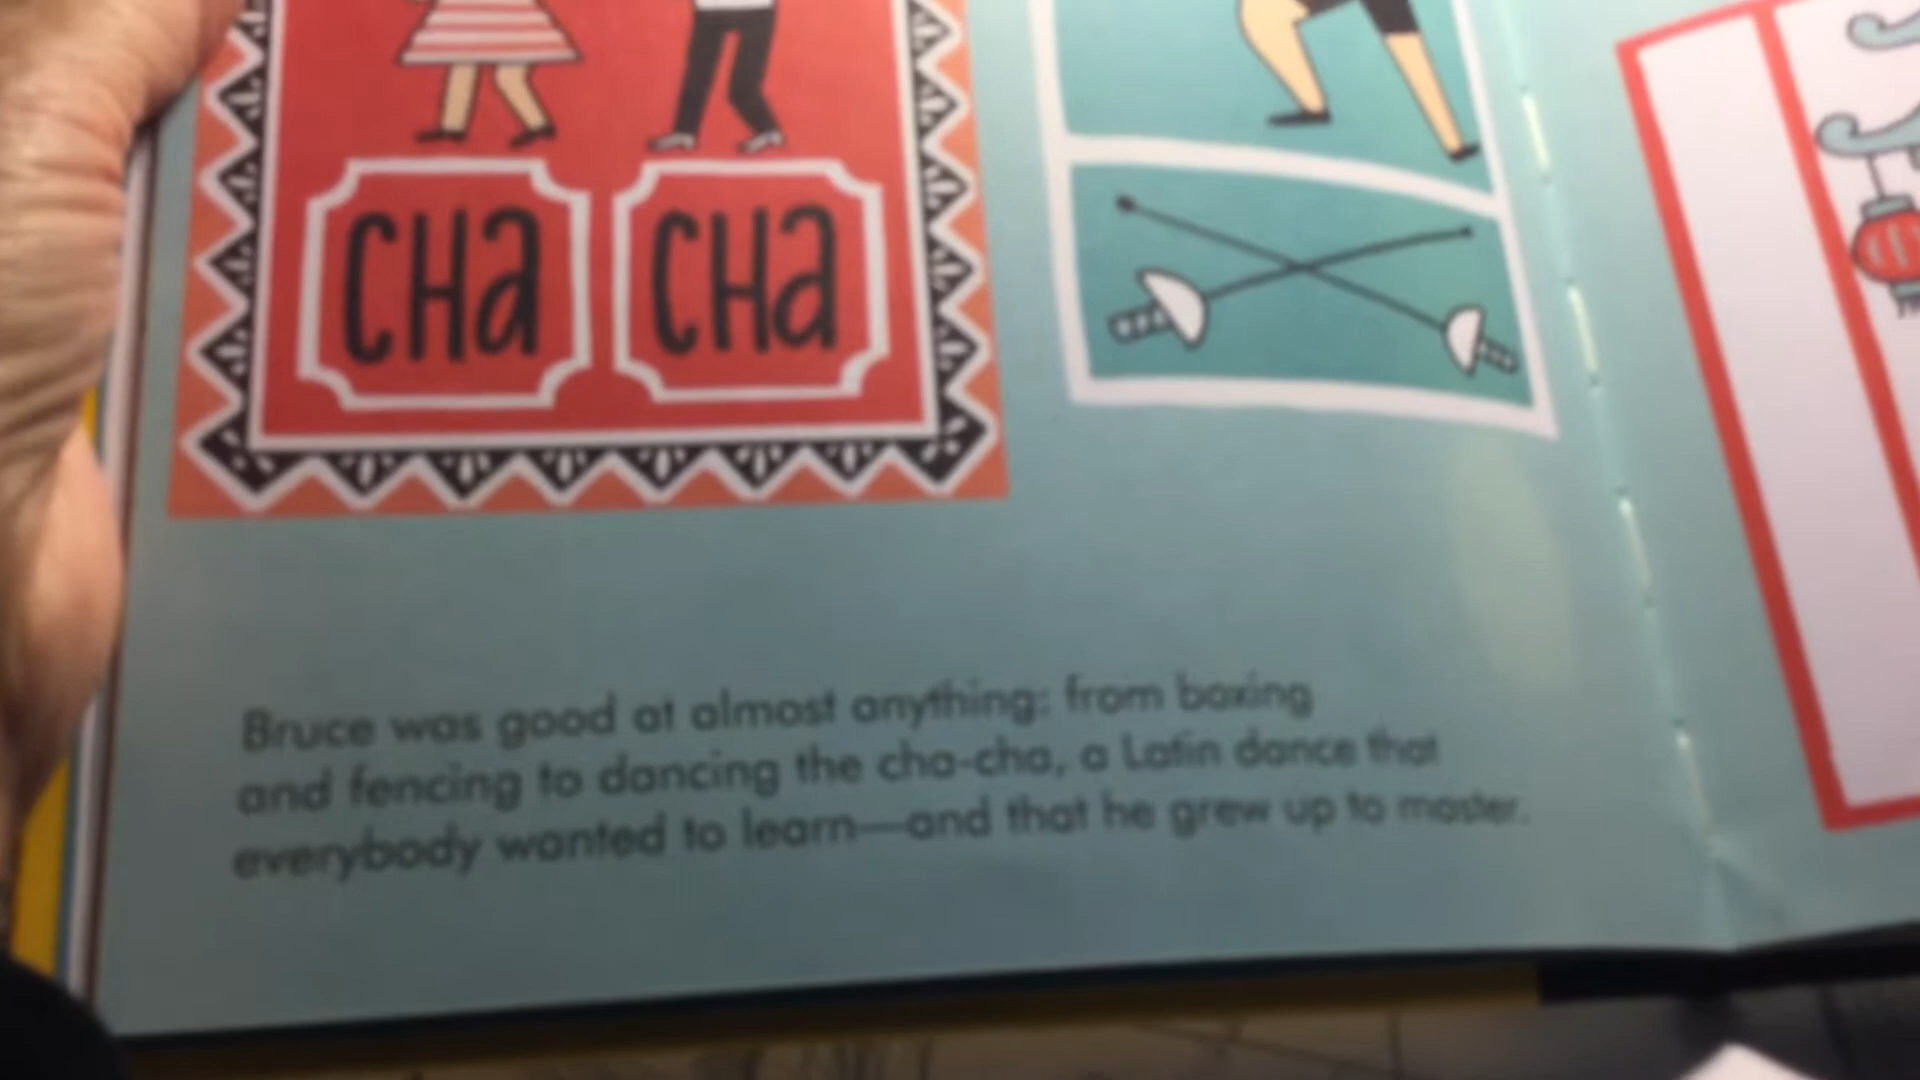 CHa CHa
Bruce was good at almost anything: from boxing
and fencing to dancing the cha-cha, a Latin dance that
everybody wanted to learn—and that he grew up to master.